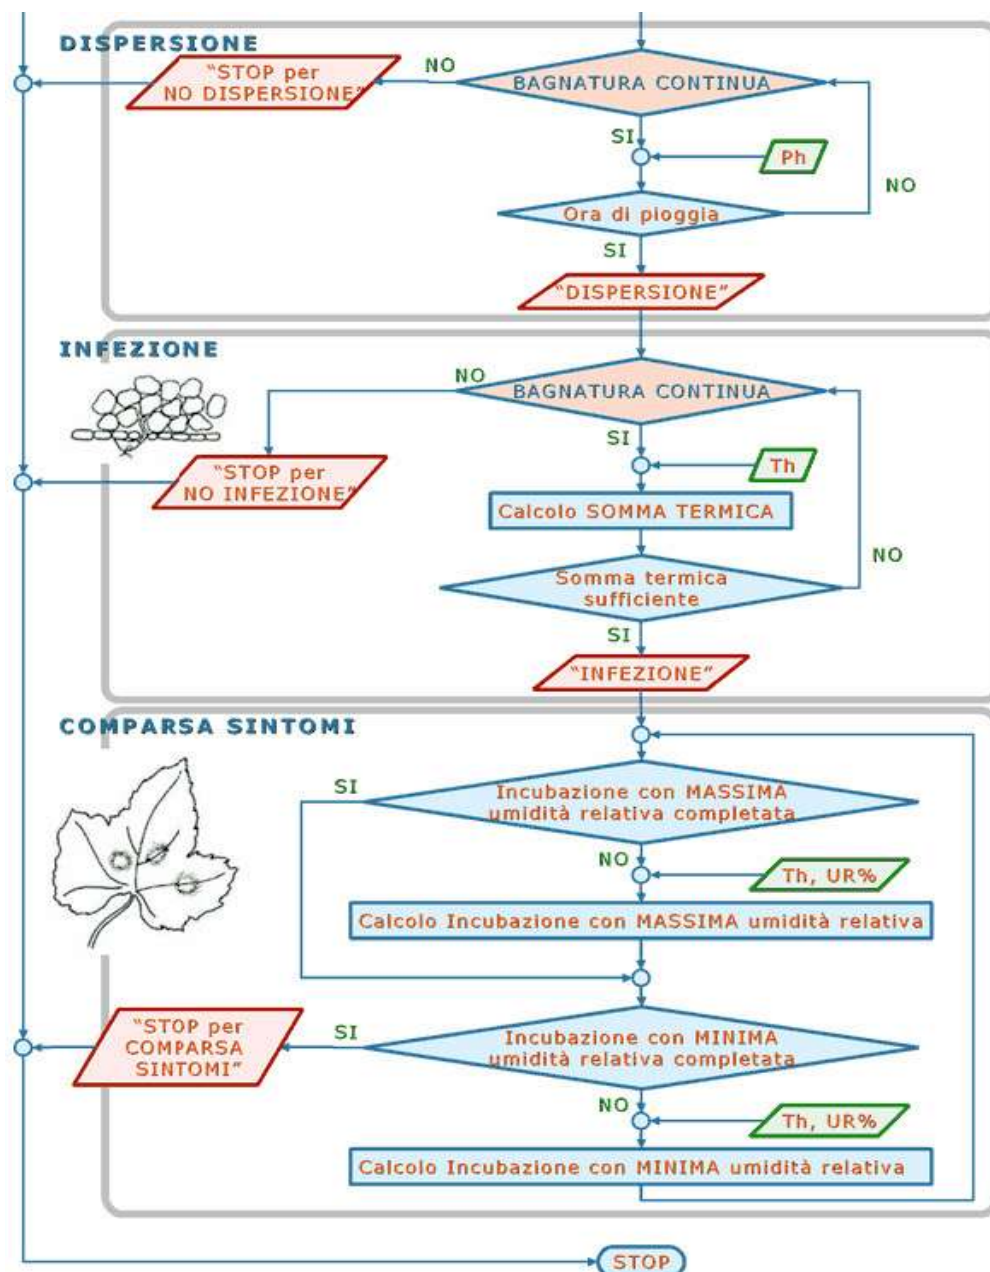 DISPERSIONE
"STOP per
NO DISPERSIONE"
NO
BAGNATURA CONTINUA
SI
Ph
NO
Ora di pioggia
SI
"DISPERSIONE"
INFEZIONE
NO
BAGNATURA CONTINUA
SI
"STOP per
NO INFEZIONE"
Th
Calcolo SOMMA TERMICA
NO
Somma termica
sufficiente
SI
"INFEZIONE"
COMPARSA SINTOMI
SI
Incubazione con MASSIMA
umidità relativa completata
NO
Th, UR%
Calcolo Incubazione con MASSIMA umidità relativa
"STOP per
COMPARSA
SINTOMI"
SI
Incubazione con MINIMA
umidità relativa completata
NO
Th, UR%
Calcolo Incubazione con MINIMA umidità relativa
STOP